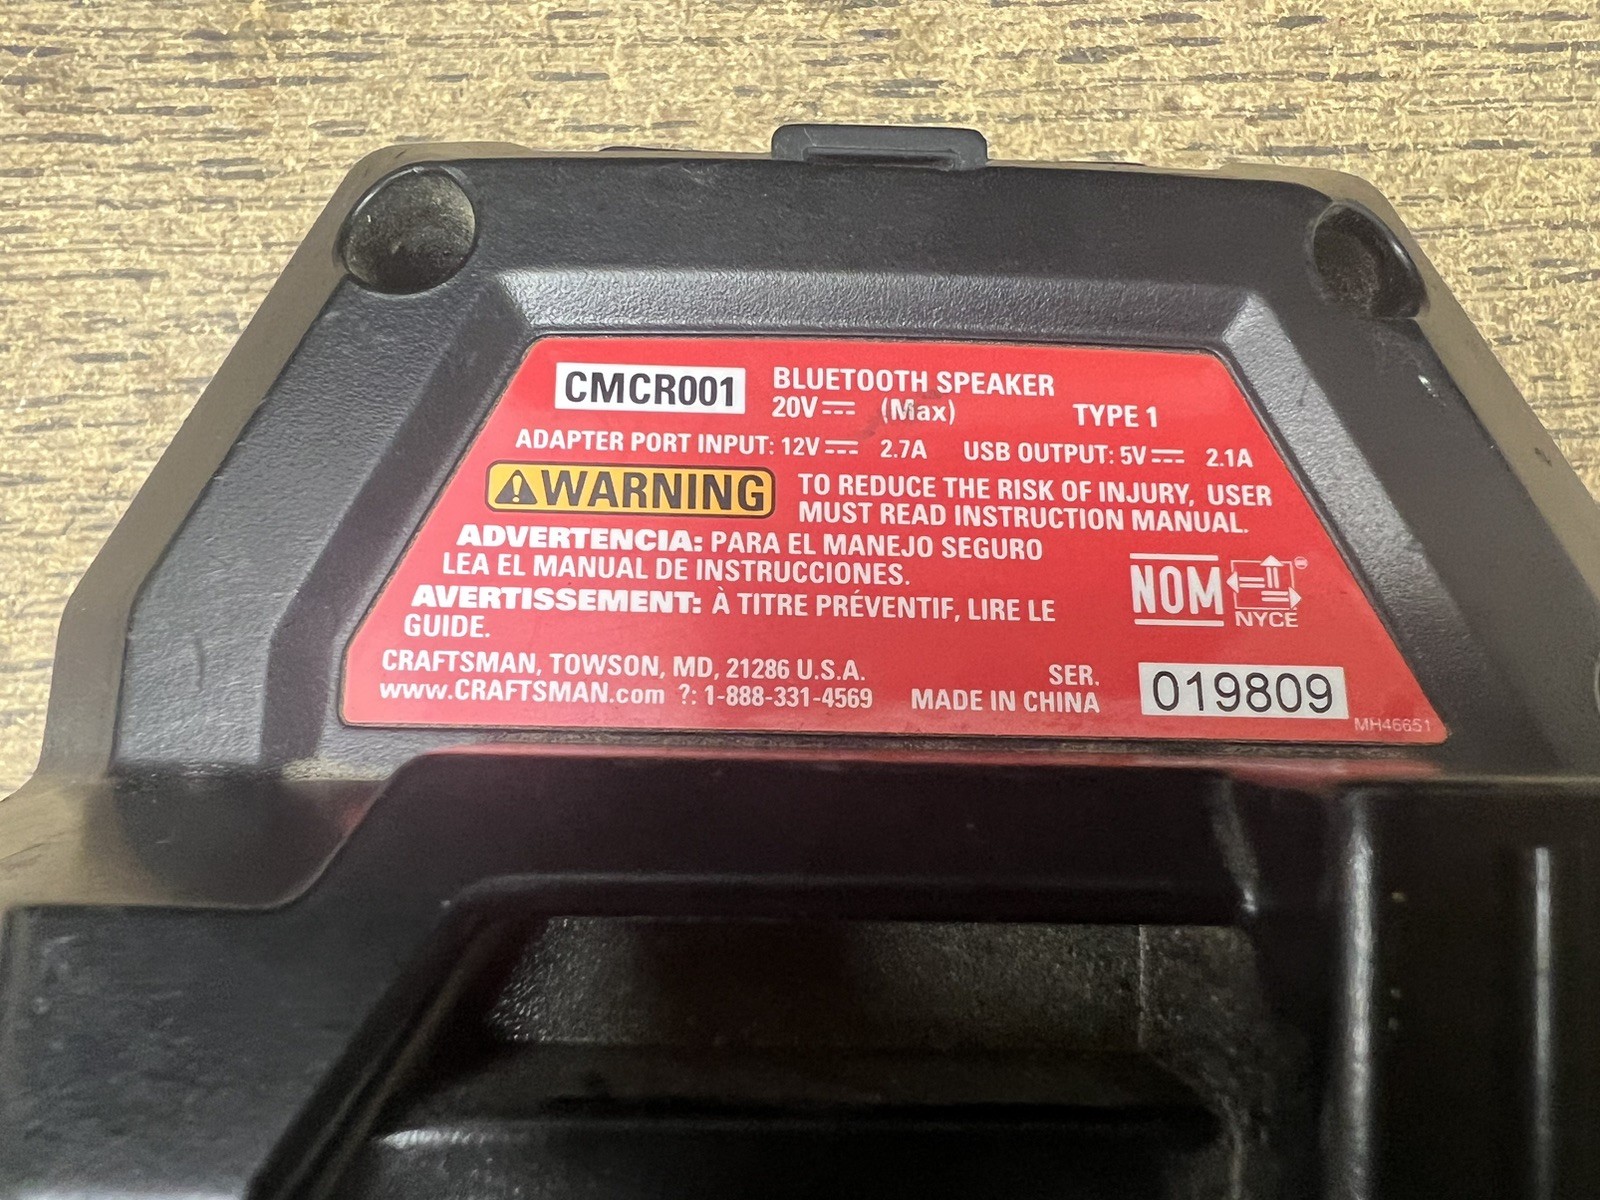 CMCR001 BLUETOOTH SPEAKER
20V (Max) TYPE 1
ADAPTER PORT INPUT: 12V 2.7A USB OUTPUT: 5V 2.1A
WARNING TO REDUCE THE RISK OF INJURY, USER
MUST READ INSTRUCTION MANUAL.
ADVERTENCIA: PARA EL MANEJO SEGURO
LEA EL MANUAL DE INSTRUCCIONES.
AVERTISSEMENT: À TITRE PRÉVENTIF, LIRE LE
GUIDE.
NOM NYCE
CRAFTSMAN, TOWSON, MD, 21286 U.S.A.
www.CRAFTSMAN.com ?: 1-888-331-4569
SER.
MADE IN CHINA
019809
MH46651